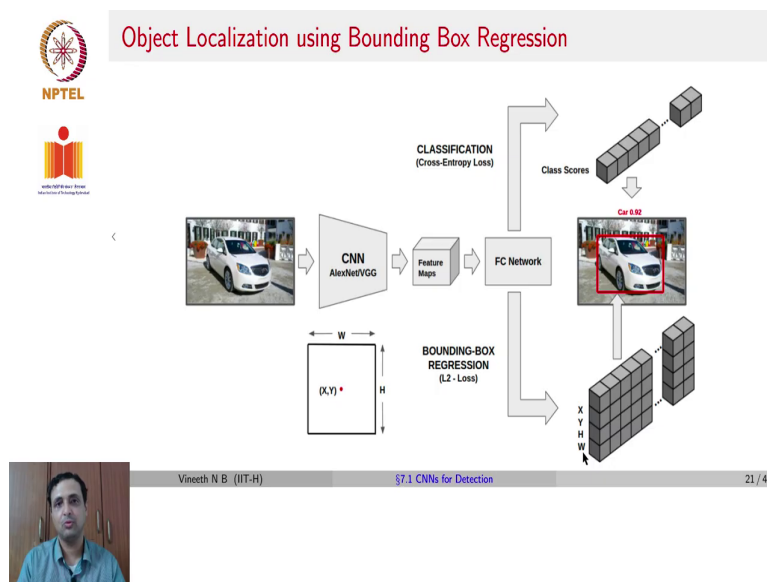 Object Localization using Bounding Box Regression
NPTEL
CLASSIFICATION
(Cross-Entropy Loss)
Class Scores
Car 0.92
CNN
AlexNet/VGG
Feature
Maps
FC Network
W
(X,Y)
H
BOUNDING-BOX
REGRESSION
(L2 - Loss)
X
Y
H
W
Vineeth N B (IIT-H)
§7.1 CNNs for Detection
21 / 4